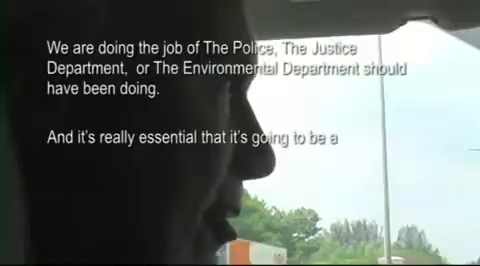 We are doing the job of The Police, The Justice
Department,  or The Environmental Department should
have been doing.
And it's really essential that it's going to be a